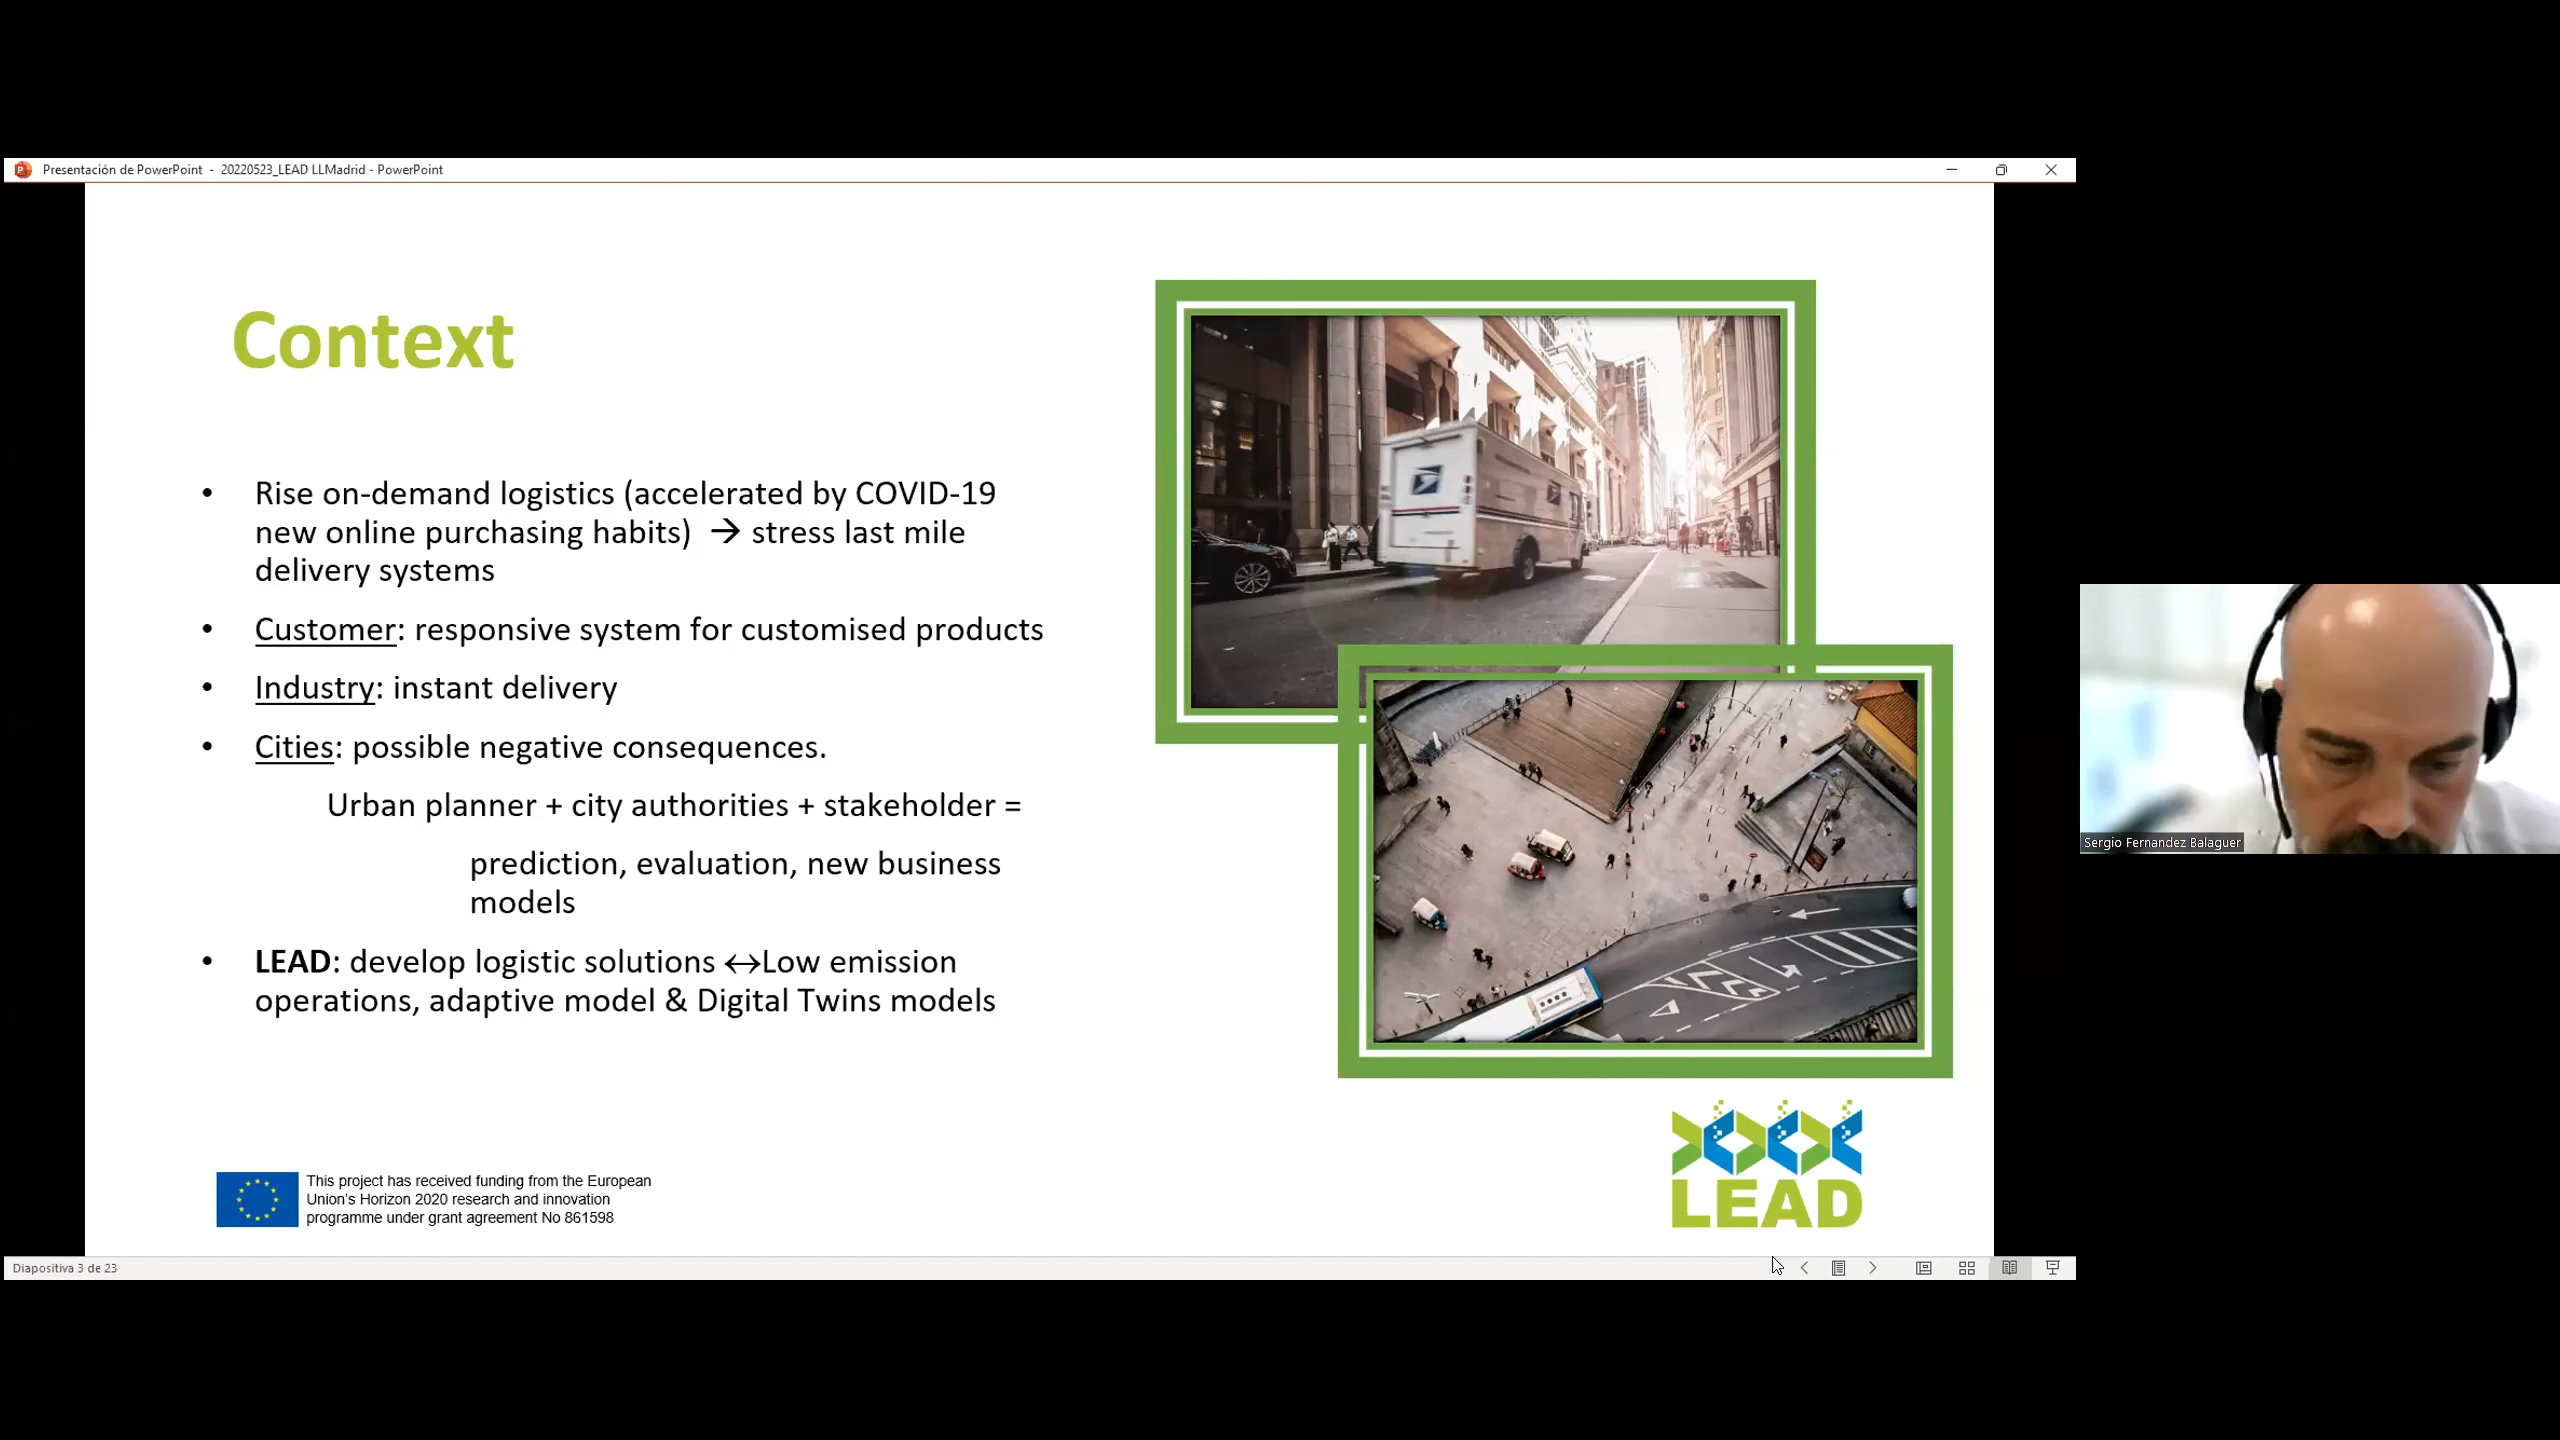 Presentación de PowerPoint - 20220523_LEAD LLMadrid - PowerPoint
Context
• Rise on-demand logistics (accelerated by COVID-19
new online purchasing habits) → stress last mile
delivery systems
• Customer: responsive system for customised products
• Industry: instant delivery
• Cities: possible negative consequences.
Urban planner + city authorities + stakeholder =
prediction, evaluation, new business
models
• LEAD: develop logistic solutions ↔Low emission
operations, adaptive model & Digital Twins models
This project has received funding from the European
Union's Horizon 2020 research and innovation
programme under grant agreement No 861598
LEAD
Diapositiva 3 de 23
Sergio Fernandez Balaguer